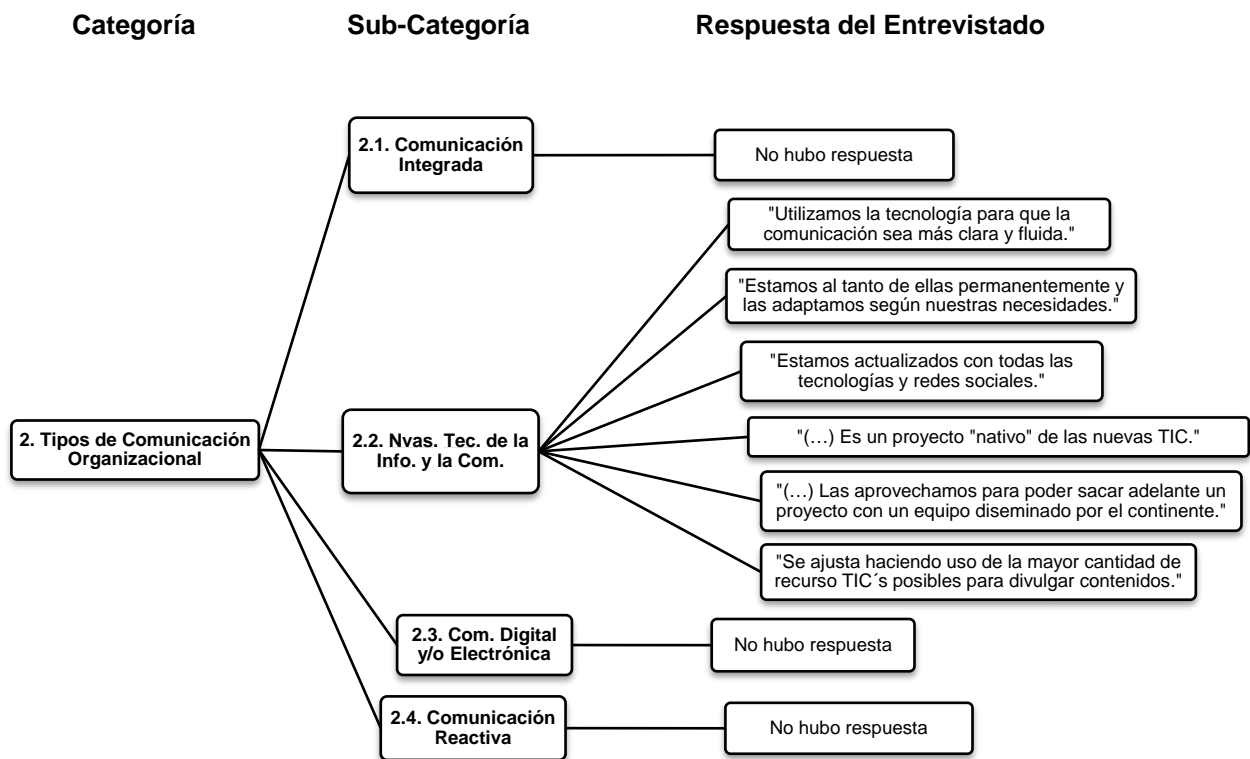 Categoría
Sub-Categoría
Respuesta del Entrevistado
2.1. Comunicación
Integrada
No hubo respuesta
"Utilizamos la tecnología para que la
comunicación sea más clara y fluida."
"Estamos al tanto de ellas permanentemente y
las adaptamos según nuestras necesidades."
"Estamos actualizados con todas las
tecnologías y redes sociales."
2. Tipos de Comunicación
Organizacional
2.2. Nvas. Tec. de la
Info. y la Com.
"(…) Es un proyecto "nativo" de las nuevas TIC."
"(…) Las aprovechamos para poder sacar adelante un
proyecto con un equipo diseminado por el continente."
"Se ajusta haciendo uso de la mayor cantidad de
recurso TIC´s posibles para divulgar contenidos."
2.3. Com. Digital
y/o Electrónica
No hubo respuesta
2.4. Comunicación
Reactiva
No hubo respuesta